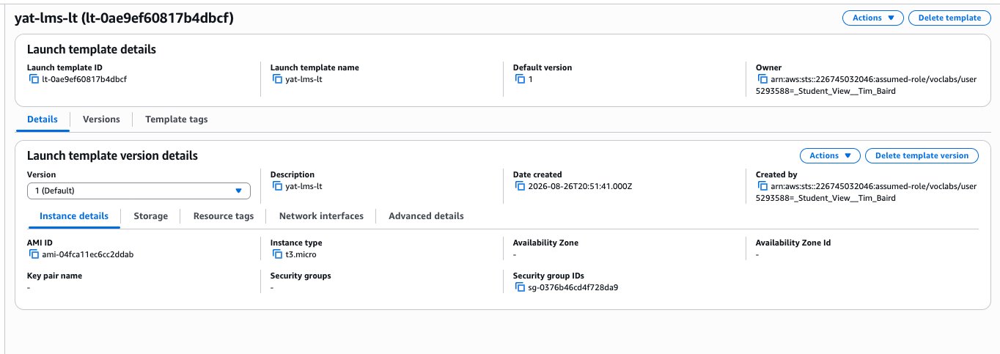 yat-lms-lt (lt-0ae9ef60817b4dbcf)
Actions
Delete template
Launch template details
Launch template ID
lt-0ae9ef60817b4dbcf
Launch template name
yat-lms-lt
Default version
1
Owner
arn:aws:sts::226745032046:assumed-role/voclabs/user
5293588=_Student_View__Tim_Baird
Details
Versions
Template tags
Launch template version details
Actions
Delete template version
Version
1 (Default)
Description
yat-lms-lt
Date created
2026-08-26T20:51:41.000Z
Created by
arn:aws:sts::226745032046:assumed-role/voclabs/user
5293588=_Student_View__Tim_Baird
Instance details
Storage
Resource tags
Network interfaces
Advanced details
AMI ID
ami-04fca11ec6cc2ddab
Instance type
t3.micro
Availability Zone
-
Availability Zone Id
-
Key pair name
-
Security groups
-
Security group IDs
sg-0376b46cd4f728da9